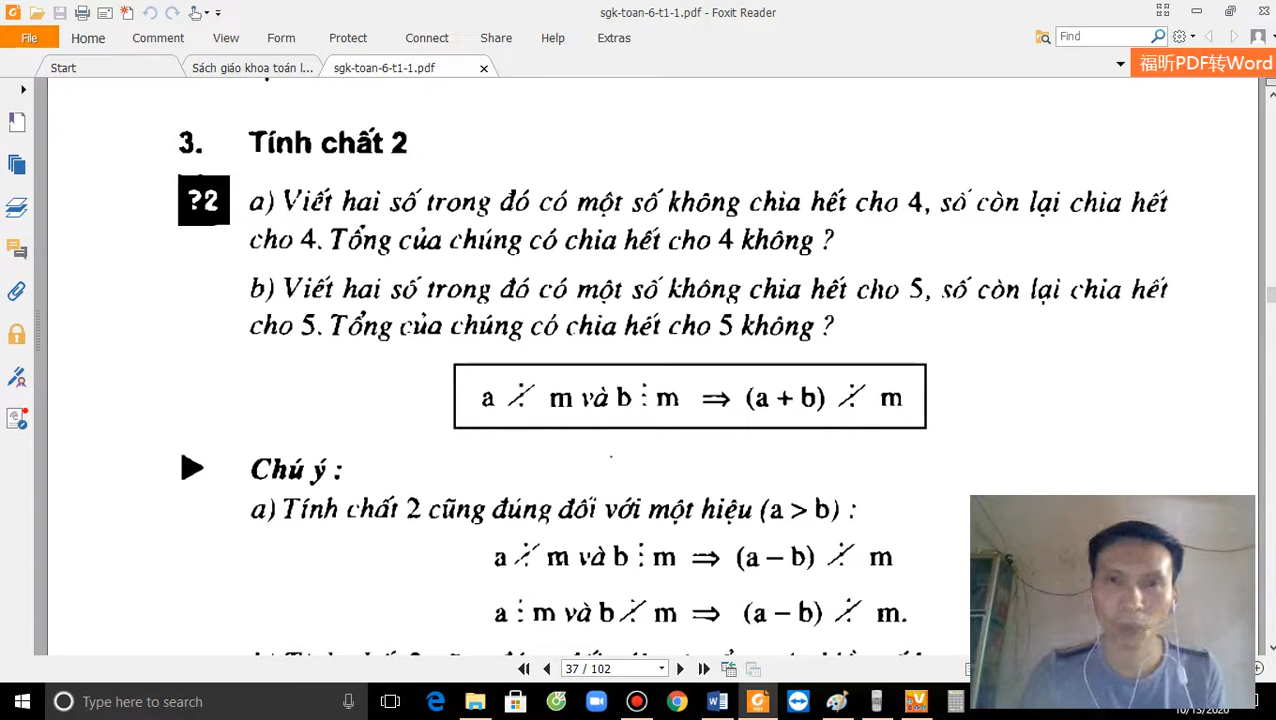 sgk-toan-6-t1-1.pdf - Foxit Reader
File Home Comment View Form Protect Connect Share Help Extras Find
Start Sách giáo khoa toán l... sgk-toan-6-t1-1.pdf 福昕PDF转Word
3. Tính chất 2
?2 a) Viết hai số trong đó có một số không chia hết cho 4, số còn lại chia hết
cho 4. Tổng của chúng có chia hết cho 4 không ?
b) Viết hai số trong đó có một số không chia hết cho 5, số còn lại chia hết
cho 5. Tổng của chúng có chia hết cho 5 không ?
a ⋮̸ m và b ⋮ m ⇒ (a + b) ⋮̸ m
Chú ý :
a) Tính chất 2 cũng đúng đối với một hiệu (a > b) :
a ⋮̸ m và b ⋮ m ⇒ (a – b) ⋮̸ m
a ⋮ m và b ⋮̸ m ⇒ (a – b) ⋮̸ m.
37 / 102
Type here to search
10/13/2020